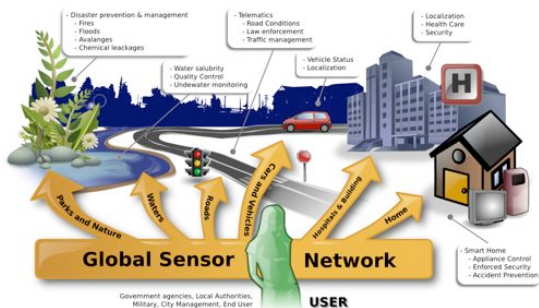 - Disaster prevention & management
- Fires
- Floods
- Avalanges
- Chemical leackages
- Telematics
- Road Conditions
- Law enforcement
- Traffic management
- Localization
- Health Care
- Security
- Water salubrity
- Quality Control
- Undewater monitoring
- Vehicle Status
- Localization
H
Parks and Nature
Waters
Roads
Cars and Vehicles
Hospitals & Building
Home
Global Sensor Network
- Smart Home
- Appliance Control
- Enforced Security
- Accident Prevention
Government agencies, Local Authorities,
Military, City Management, End User
USER